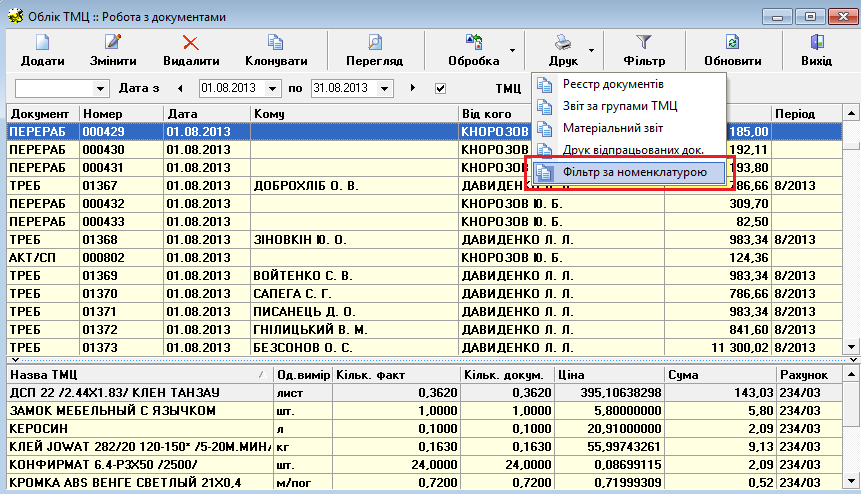 Облік ТМЦ :: Робота з документами
Додати Змінити Видалити Клонувати Перегляд Обробка Друк Фільтр Обновити Вихід
Дата з 01.08.2013 по 31.08.2013 ТМЦ
Реєстр документів
Звіт за групами ТМЦ
Матеріальний звіт
Друк відпрацьованих док.
Фільтр за номенклатурою
Документ Номер Дата Кому Від кого Період
ПЕРЕРАБ 000429 01.08.2013 КНОРОЗОВ 185,00
ПЕРЕРАБ 000430 01.08.2013 КНОРОЗОВ 192,11
ПЕРЕРАБ 000431 01.08.2013 КНОРОЗОВ 193,80
ТРЕБ 01367 01.08.2013 ДОБРОХЛІБ О. В. ДАВИДЕНКО 786,66 8/2013
ПЕРЕРАБ 000432 01.08.2013 КНОРОЗОВ Ю. Б. 309,70
ПЕРЕРАБ 000433 01.08.2013 КНОРОЗОВ Ю. Б. 82,50
ТРЕБ 01368 01.08.2013 ЗІНОВКІН Ю. О. ДАВИДЕНКО Л. Л. 983,34 8/2013
АКТ/СП 000802 01.08.2013 КНОРОЗОВ Ю. Б. 124,36
ТРЕБ 01369 01.08.2013 ВОЙТЕНКО С. В. ДАВИДЕНКО Л. Л. 983,34 8/2013
ТРЕБ 01370 01.08.2013 САПЕГА С. Г. ДАВИДЕНКО Л. Л. 786,66 8/2013
ТРЕБ 01371 01.08.2013 ПИСАНЕЦЬ Д. О. ДАВИДЕНКО Л. Л. 983,34 8/2013
ТРЕБ 01372 01.08.2013 ГНІЛИЦЬКИЙ В. М. ДАВИДЕНКО Л. Л. 841,60 8/2013
ТРЕБ 01373 01.08.2013 БЕЗСОНОВ О. С. ДАВИДЕНКО Л. Л. 11 300,02 8/2013
Назва ТМЦ Од.вимір Кільк. факт Кільк. докум. Ціна Сума Рахунок
ДСП 22 /2.44Х1.83/ КЛЕН ТАНЗАУ лист 0,3620 0,3620 395,10638298 143,03 234/03
ЗАМОК МЕБЕЛЬНЫЙ С ЯЗЫЧКОМ шт. 1,0000 1,0000 5,80000000 5,80 234/03
КЕРОСИН л 0,1000 0,1000 20,91000000 2,09 234/03
КЛЕЙ JOWAT 282/20 120-150* /5-20М.МИН/ кг 0,1630 0,1630 55,99743261 9,13 234/03
КОНФИРМАТ 6.4-Р3Х50 /2500/ шт. 24,0000 24,0000 0,08699115 2,09 234/03
КРОМКА ABS ВЕНГЕ СВЕТЛЫЙ 21Х0,4 м/пог 0,7200 0,7200 0,71999309 0,52 234/03